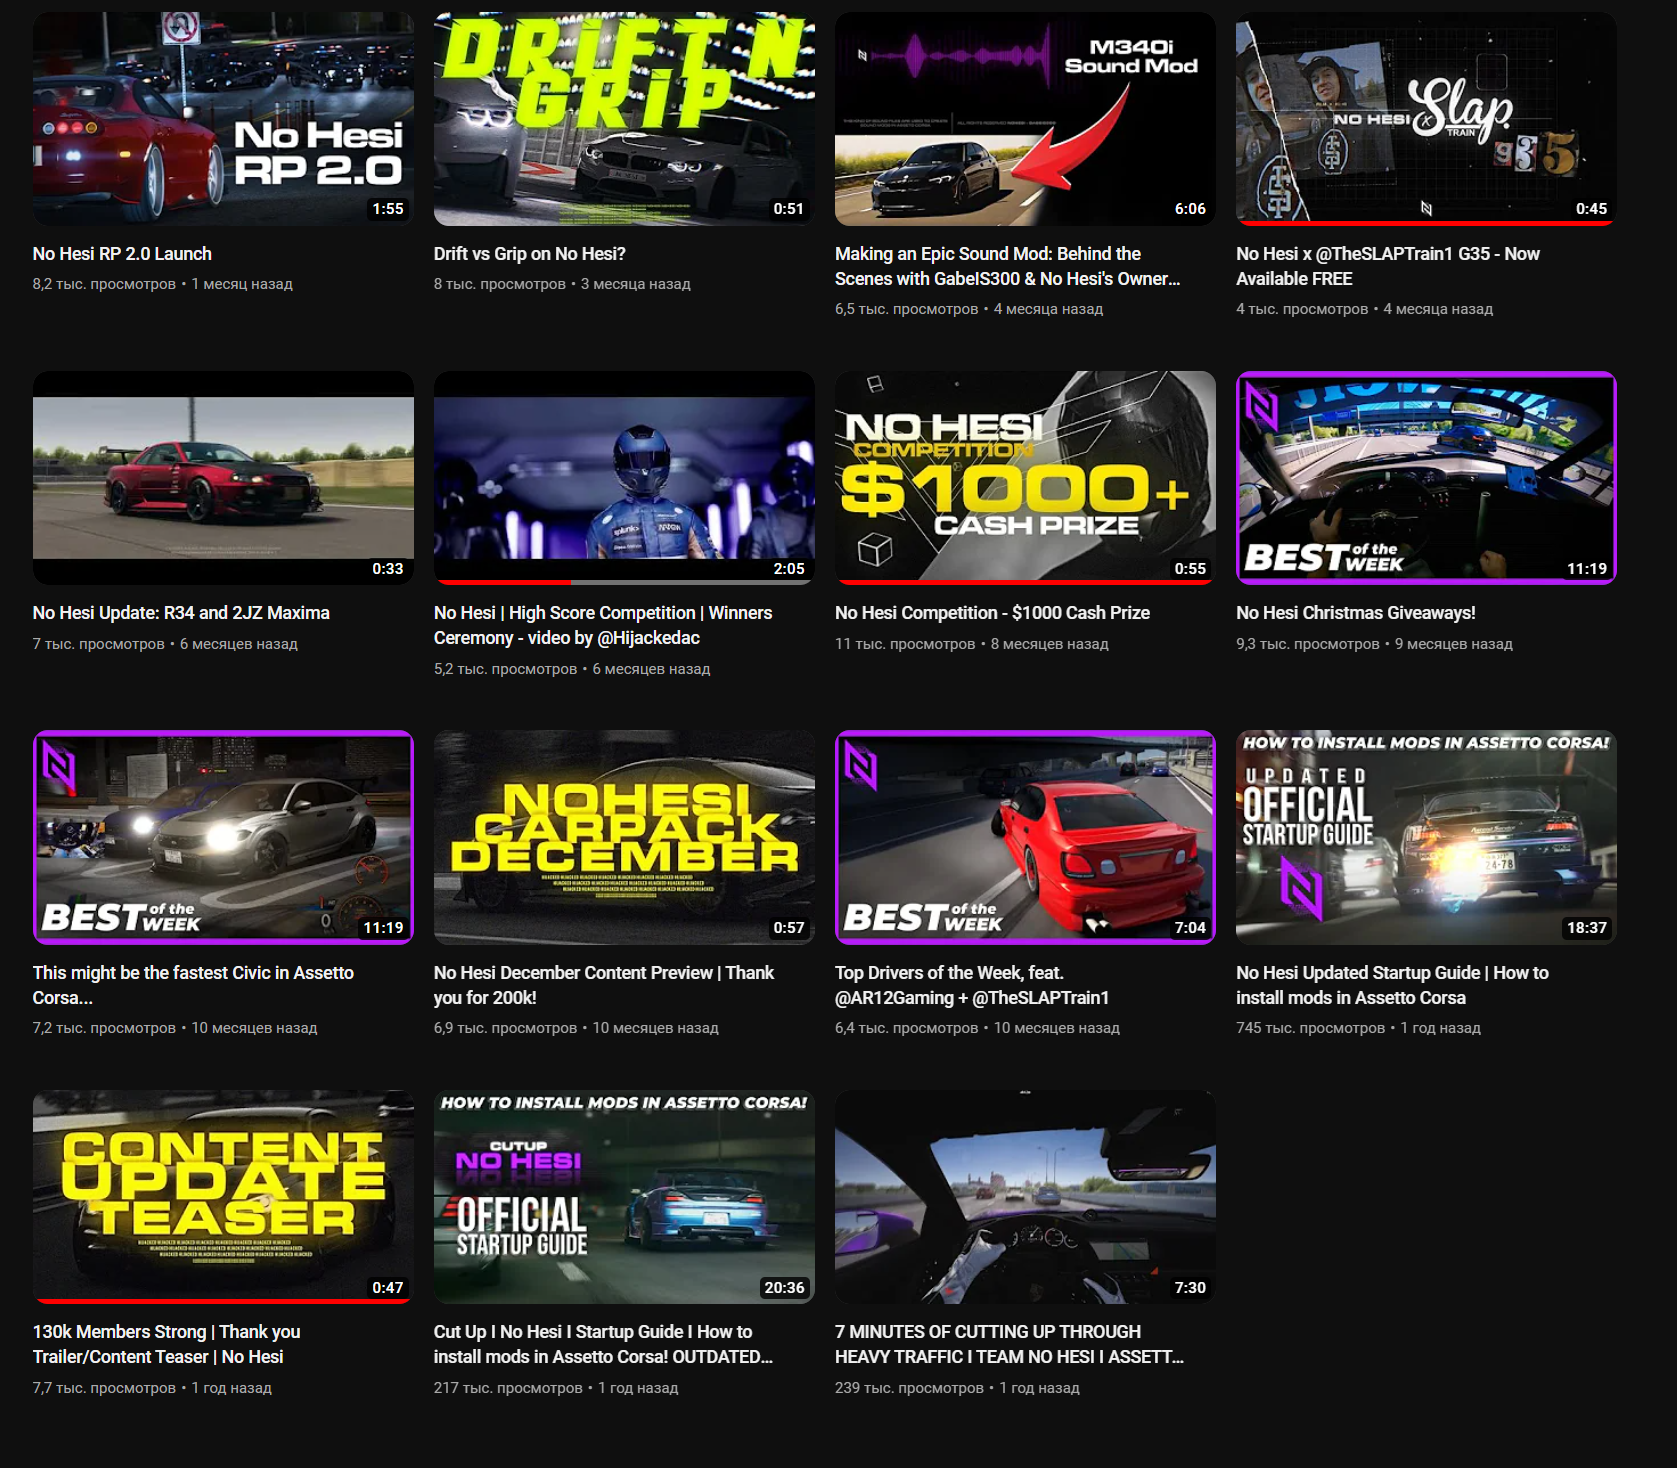 No Hesi
RP 2.0
1:55
No Hesi RP 2.0 Launch
8,2 тыс. просмотров • 1 месяц назад
DRIFT N
GRIP
0:51
Drift vs Grip on No Hesi?
8 тыс. просмотров • 3 месяца назад
M340i
Sound Mod
6:06
Making an Epic Sound Mod: Behind the
Scenes with GabeIS300 & No Hesi's Owner...
6,5 тыс. просмотров • 4 месяца назад
NO HESI X Slap
TRAIN
935
0:45
No Hesi x @TheSLAPTrain1 G35 - Now
Available FREE
4 тыс. просмотров • 4 месяца назад
0:33
No Hesi Update: R34 and 2JZ Maxima
7 тыс. просмотров • 6 месяцев назад
splunk>
ARROW
2:05
No Hesi | High Score Competition | Winners
Ceremony - video by @Hijackedac
5,2 тыс. просмотров • 6 месяцев назад
NO HESI
COMPETITION
$1000+
CASH PRIZE
0:55
No Hesi Competition - $1000 Cash Prize
11 тыс. просмотров • 8 месяцев назад
BEST of the
WEEK
11:19
No Hesi Christmas Giveaways!
9,3 тыс. просмотров • 9 месяцев назад
BEST of the
WEEK
11:19
This might be the fastest Civic in Assetto
Corsa...
7,2 тыс. просмотров • 10 месяцев назад
NOHESI
CARPACK
DECEMBER
0:57
No Hesi December Content Preview | Thank
you for 200k!
6,9 тыс. просмотров • 10 месяцев назад
BEST of the
WEEK
7:04
Top Drivers of the Week, feat.
@AR12Gaming + @TheSLAPTrain1
6,4 тыс. просмотров • 10 месяцев назад
HOW TO INSTALL MODS IN ASSETTO CORSA!
UPDATED
OFFICIAL
STARTUP GUIDE
24-78
18:37
No Hesi Updated Startup Guide | How to
install mods in Assetto Corsa
745 тыс. просмотров • 1 год назад
CONTENT
UPDATE
TEASER
0:47
130k Members Strong | Thank you
Trailer/Content Teaser | No Hesi
7,7 тыс. просмотров • 1 год назад
HOW TO INSTALL MODS IN ASSETTO CORSA!
CUTUP
NO HESI
OFFICIAL
STARTUP GUIDE
20:36
Cut Up I No Hesi I Startup Guide I How to
install mods in Assetto Corsa! OUTDATED...
217 тыс. просмотров • 1 год назад
7:30
7 MINUTES OF CUTTING UP THROUGH
HEAVY TRAFFIC I TEAM NO HESI I ASSETT...
239 тыс. просмотров • 1 год назад